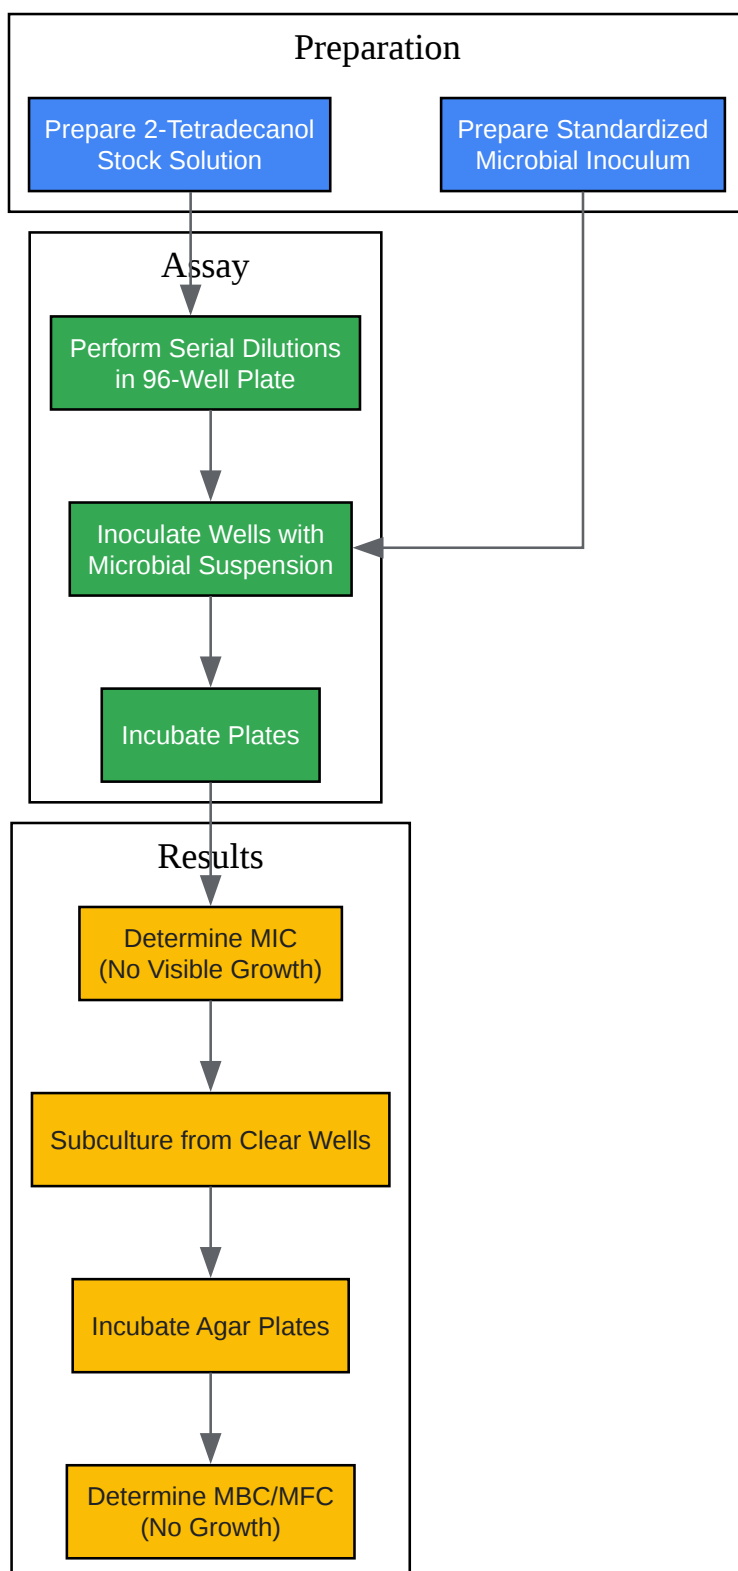 Preparation
Prepare 2-Tetradecanol
Stock Solution
Prepare Standardized
Microbial Inoculum
Assay
Perform Serial Dilutions
in 96-Well Plate
Inoculate Wells with
Microbial Suspension
Incubate Plates
Results
Determine MIC
(No Visible Growth)
Subculture from Clear Wells
Incubate Agar Plates
Determine MBC/MFC
(No Growth)